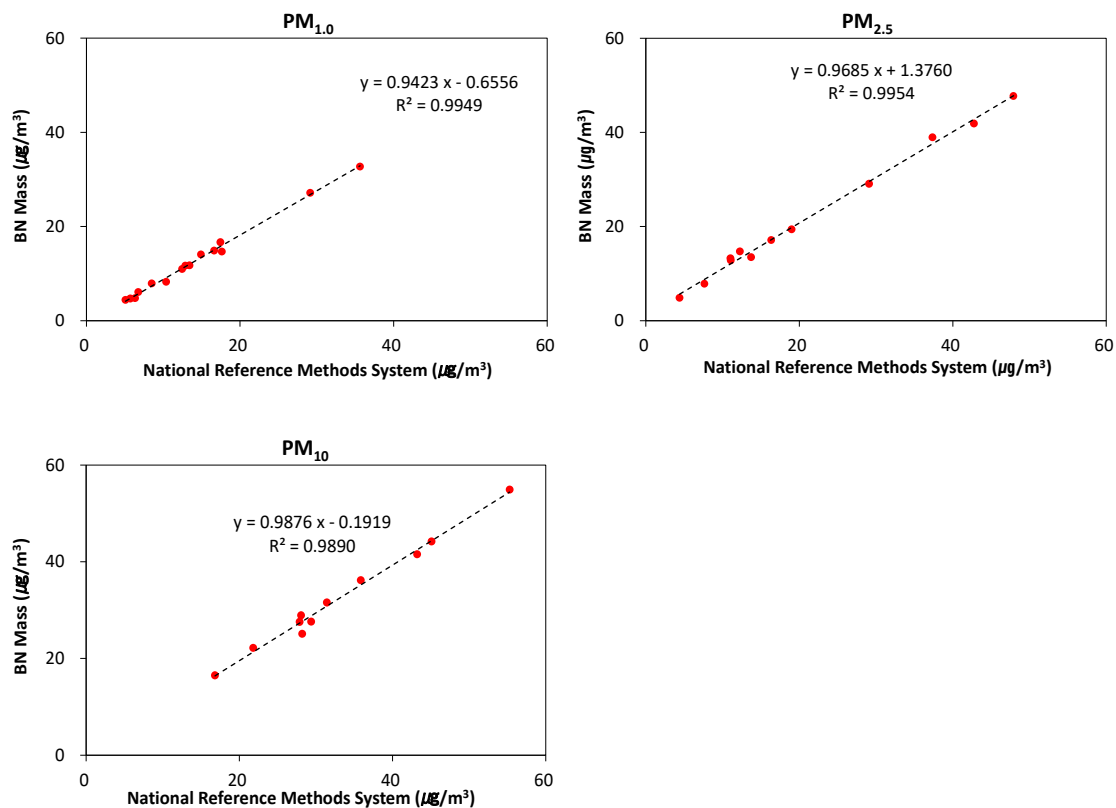 PM1.0
60
40
20
0
BN Mass (㎍/m³)
y = 0.9423 x - 0.6556
R² = 0.9949
0 20 40 60
National Reference Methods System (㎍/m³)
PM2.5
60
40
20
0
BN Mass (㎍/m³)
y = 0.9685 x + 1.3760
R² = 0.9954
0 20 40 60
National Reference Methods System (㎍/m³)
PM10
60
40
20
0
BN Mass (㎍/m³)
y = 0.9876 x - 0.1919
R² = 0.9890
0 20 40 60
National Reference Methods System (㎍/m³)